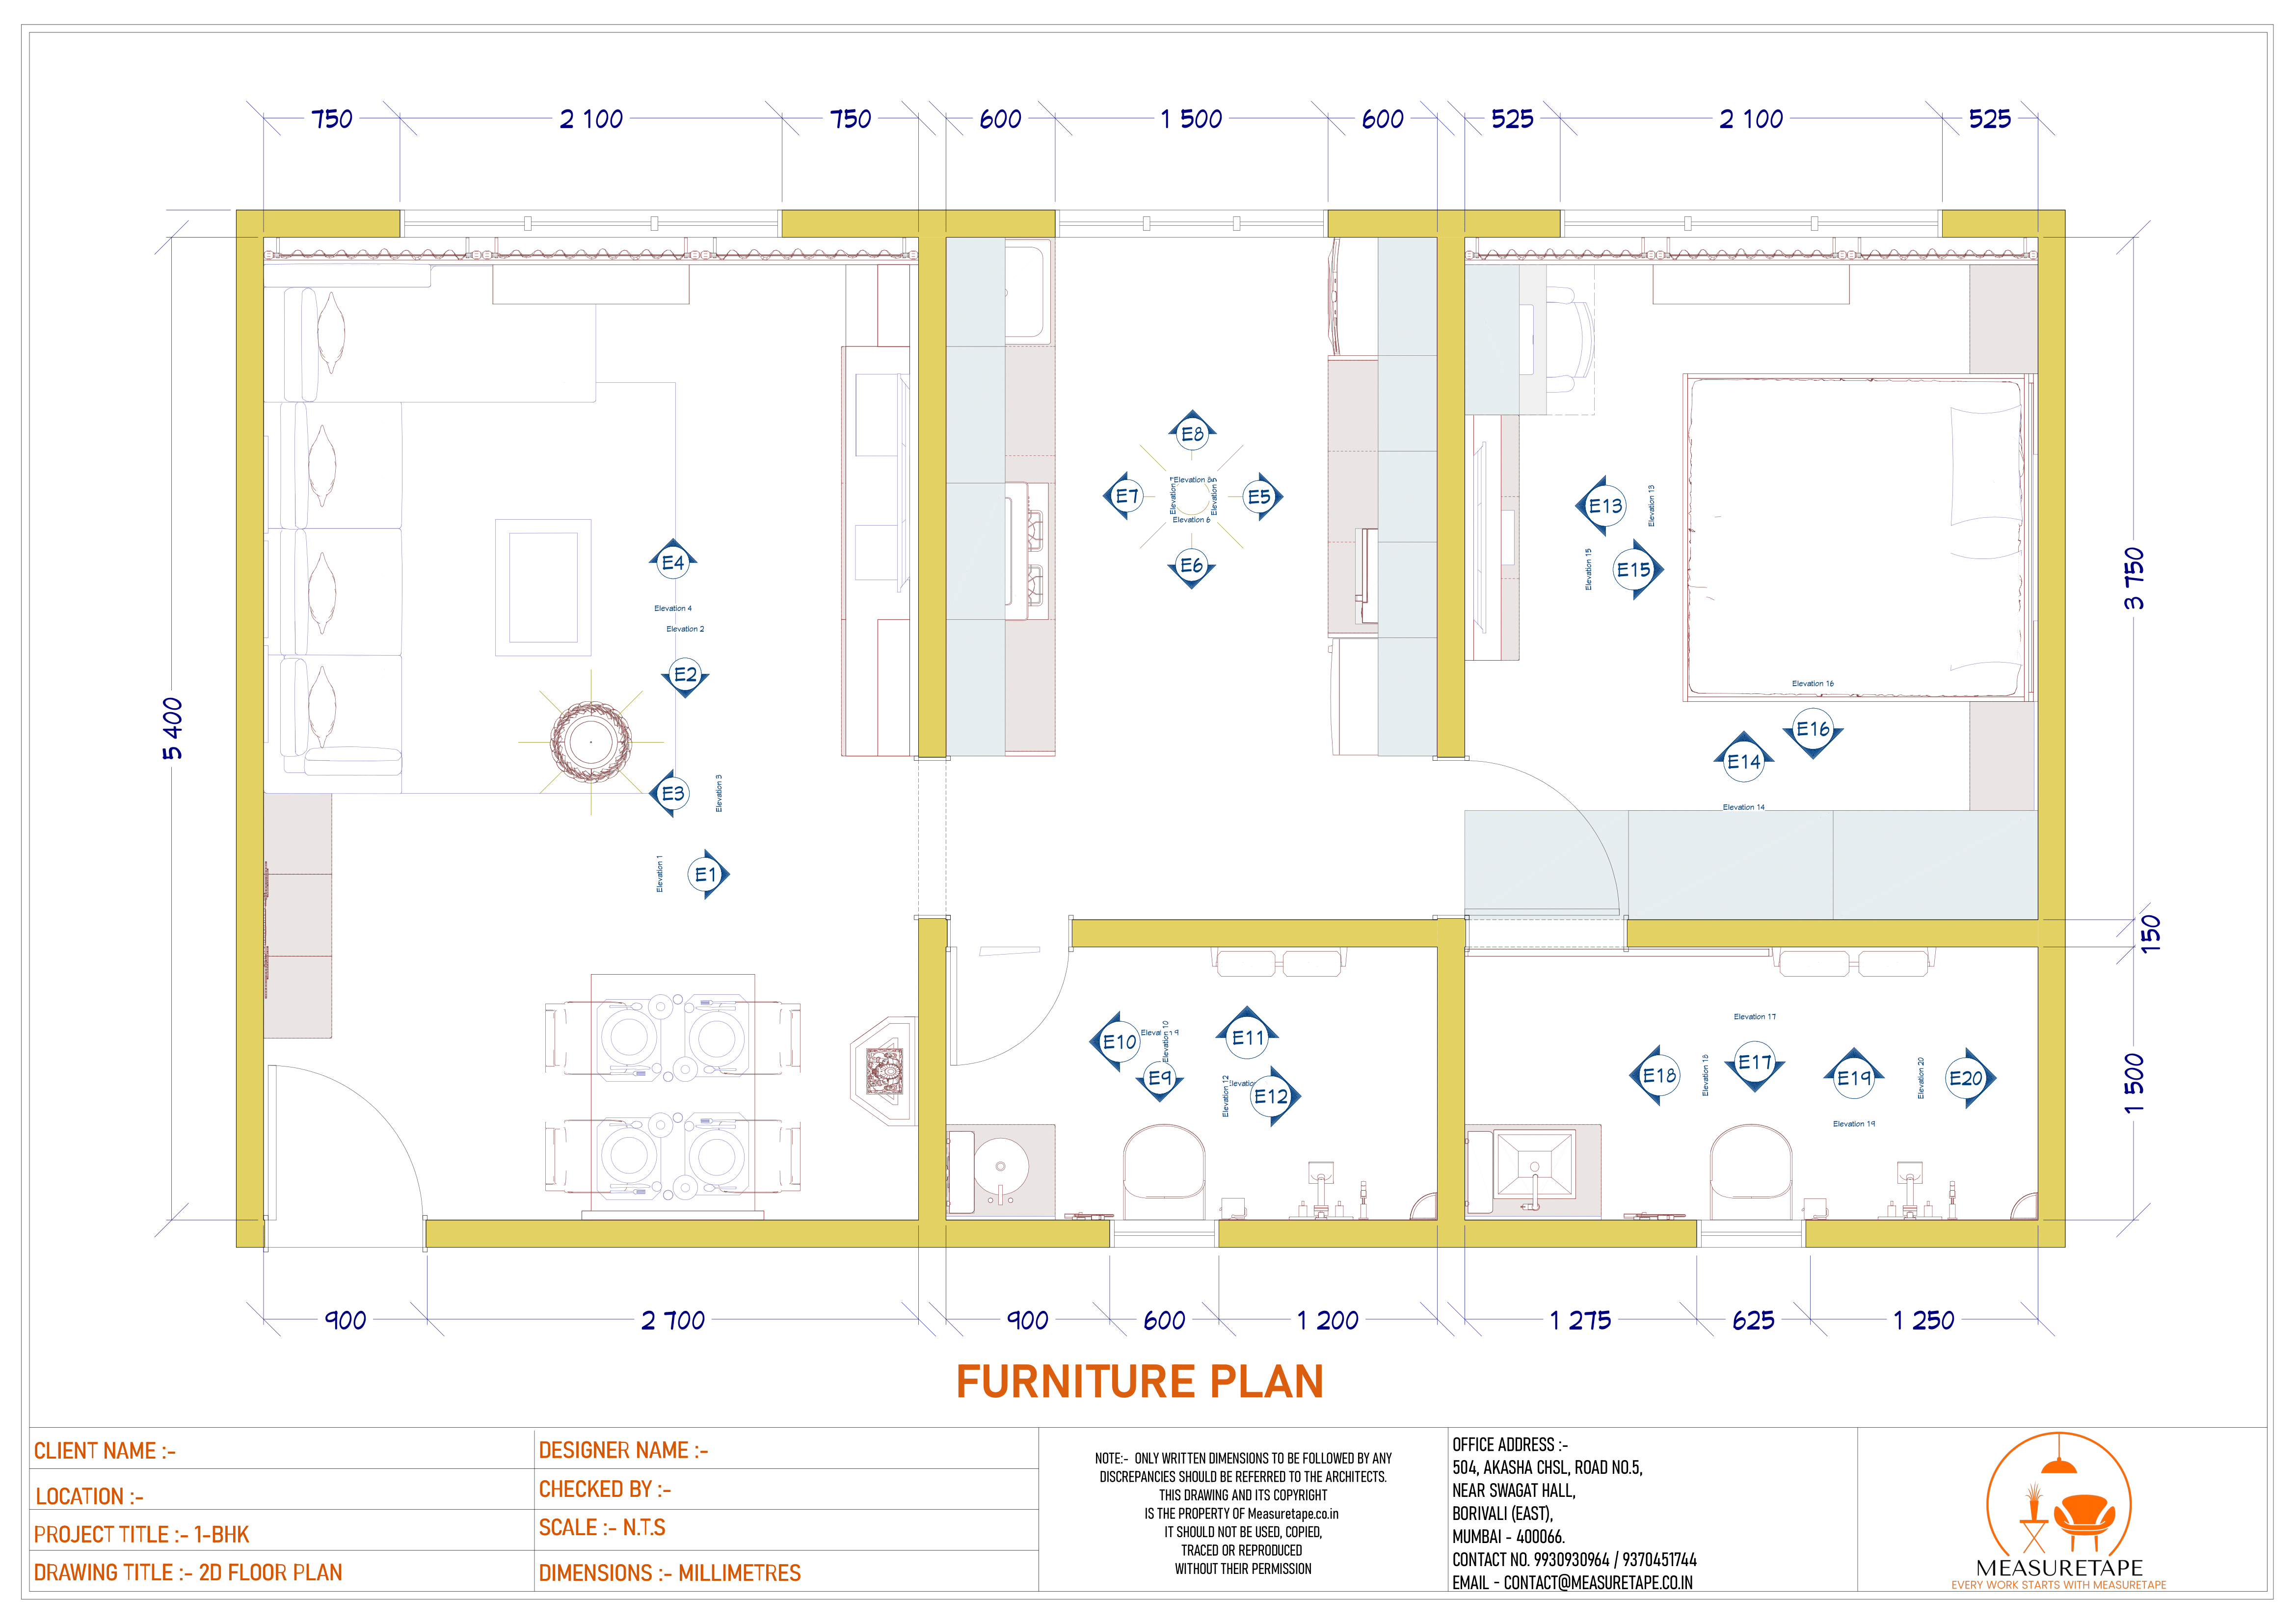 750 2 100 750 600 1 500 600 525 2 100 525
E8
Elevation 8
E7 E5
Elevation 5
Elevation 6
E6
E13 Elevation 13
Elevation 15 E15
E4
Elevation 4
Elevation 2
E2
E3 Elevation 3
Elevation 1 E1
Elevation 16
E16
E14
Elevation 14
5 400
3 750
150
1 500
E10 Elevation 10
E9
E11
Elevation 12 E12
Elevation 17
E18 Elevation 18 E17 E19 Elevation 20 E20
Elevation 19
900 2 700 900 600 1 200 1 275 625 1 250
FURNITURE PLAN
CLIENT NAME :-
LOCATION :-
PROJECT TITLE :- 1-BHK
DRAWING TITLE :- 2D FLOOR PLAN
DESIGNER NAME :-
CHECKED BY :-
SCALE :- N.T.S
DIMENSIONS :- MILLIMETRES
NOTE:- ONLY WRITTEN DIMENSIONS TO BE FOLLOWED BY ANY
DISCREPANCIES SHOULD BE REFERRED TO THE ARCHITECTS.
THIS DRAWING AND ITS COPYRIGHT
IS THE PROPERTY OF Measuretape.co.in
IT SHOULD NOT BE USED, COPIED,
TRACED OR REPRODUCED
WITHOUT THEIR PERMISSION
OFFICE ADDRESS :-
504, AKASHA CHSL, ROAD NO.5,
NEAR SWAGAT HALL,
BORIVALI (EAST),
MUMBAI - 400066.
CONTACT NO. 9930930964 / 9370451744
EMAIL - CONTACT@MEASURETAPE.CO.IN
MEASURETAPE
EVERY WORK STARTS WITH MEASURETAPE